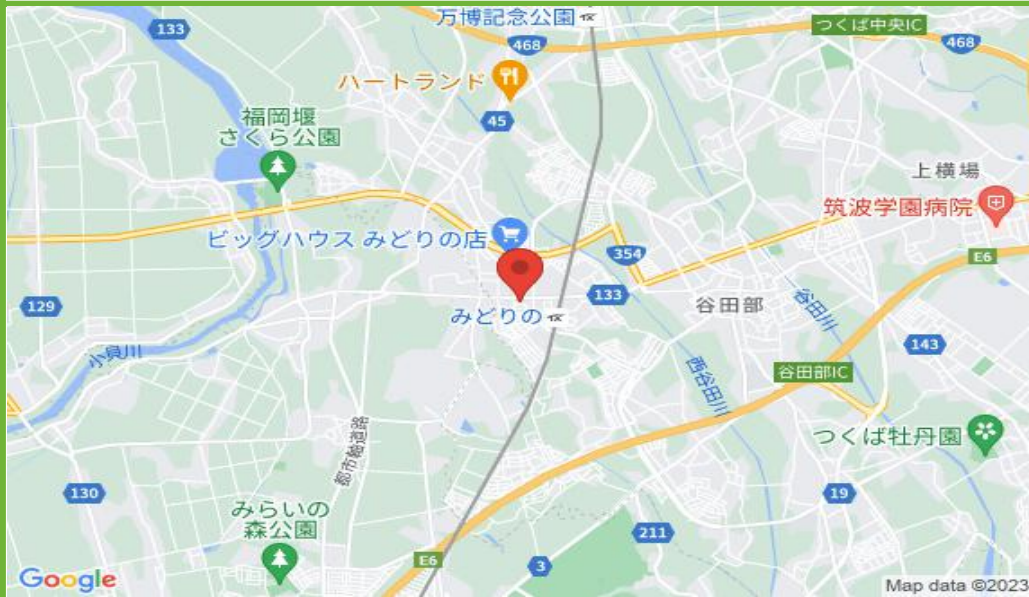 万博記念公園
133
468
つくば中央IC
468
ハートランド
45
福岡堰
さくら公園
上横場
筑波学園病院
ビッグハウス みどりの店
354
E6
129
133
谷田部
谷田川
みどりの
小貝川
143
西谷田川
谷田部IC
都市軸道路
つくば牡丹園
130
19
みらいの
森公園
211
E6
3
Google
Map data ©2023